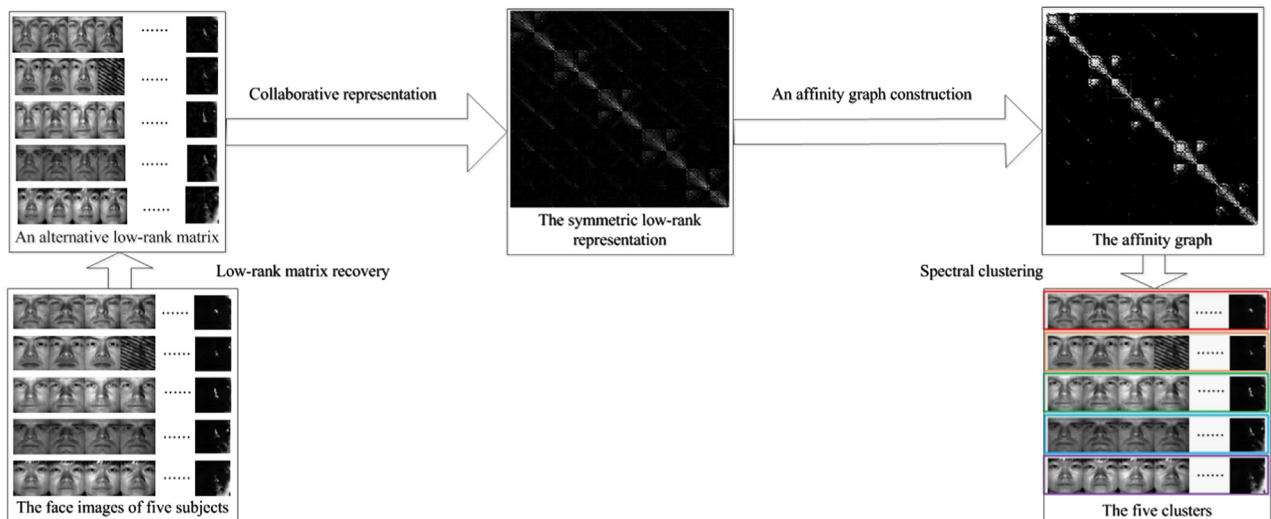 Collaborative representation
An affinity graph construction
An alternative low-rank matrix
The symmetric low-rank
representation
The affinity graph
Low-rank matrix recovery
Spectral clustering
The face images of five subjects
The five clusters